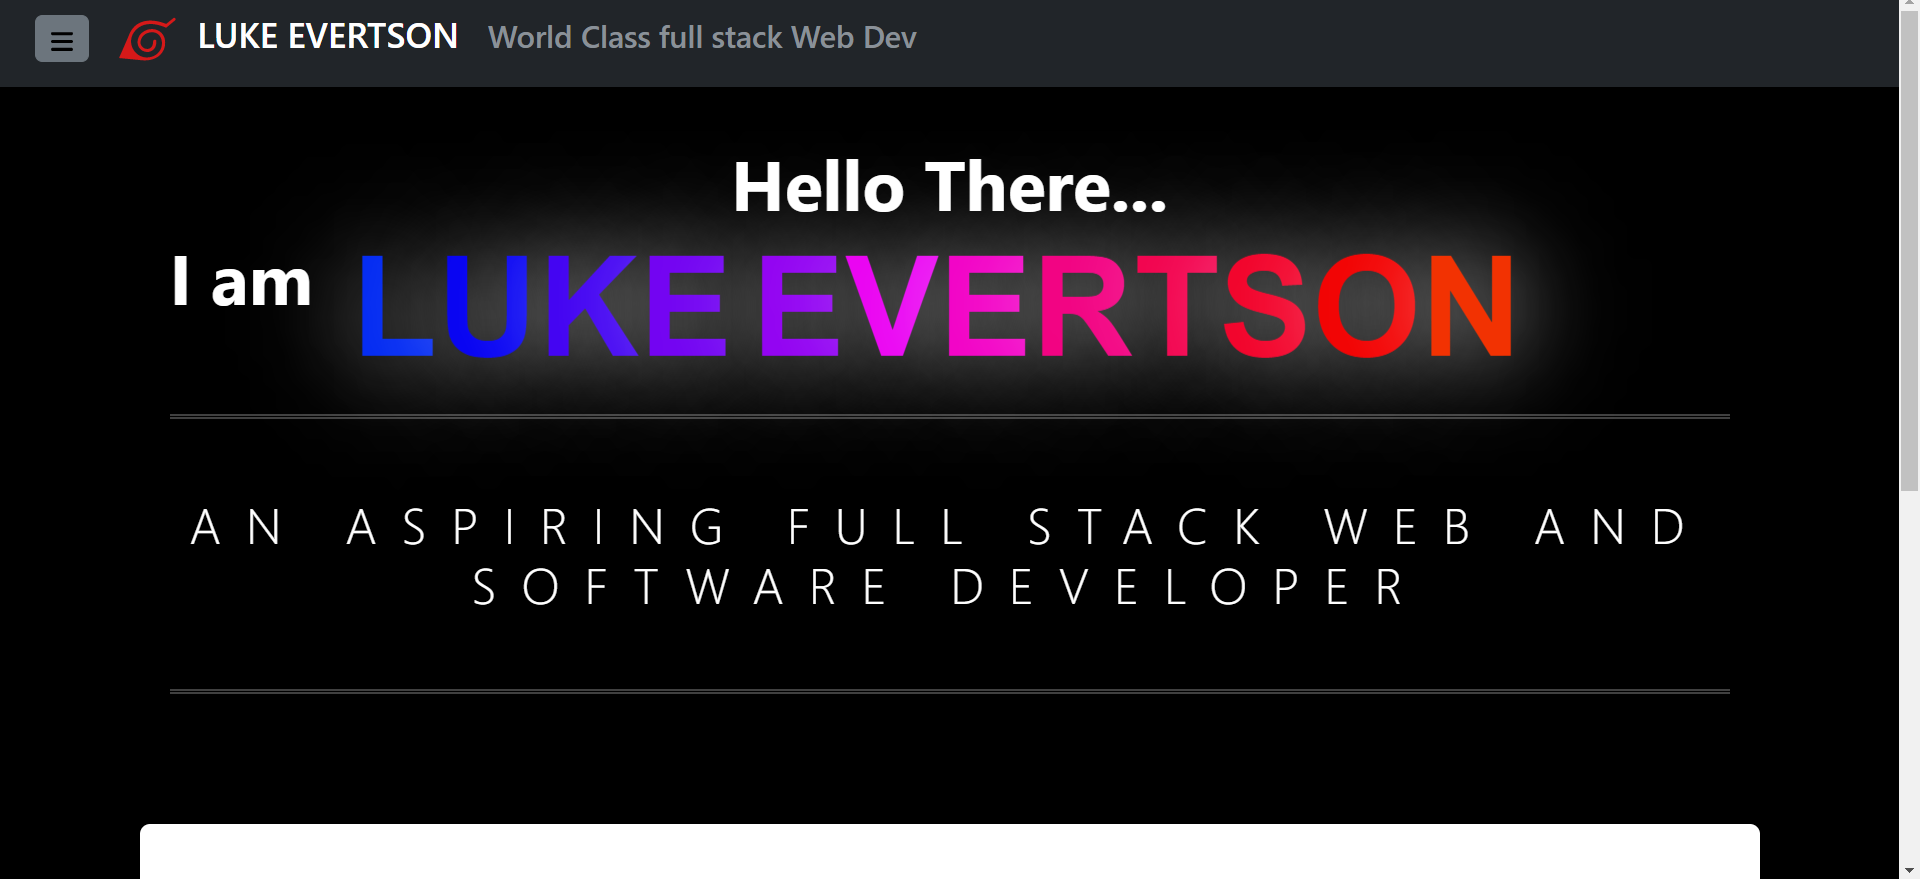 LUKE EVERTSON World Class full stack Web Dev
Hello There...
I am LUKE EVERTSON
AN ASPIRING FULL STACK WEB AND
SOFTWARE DEVELOPER